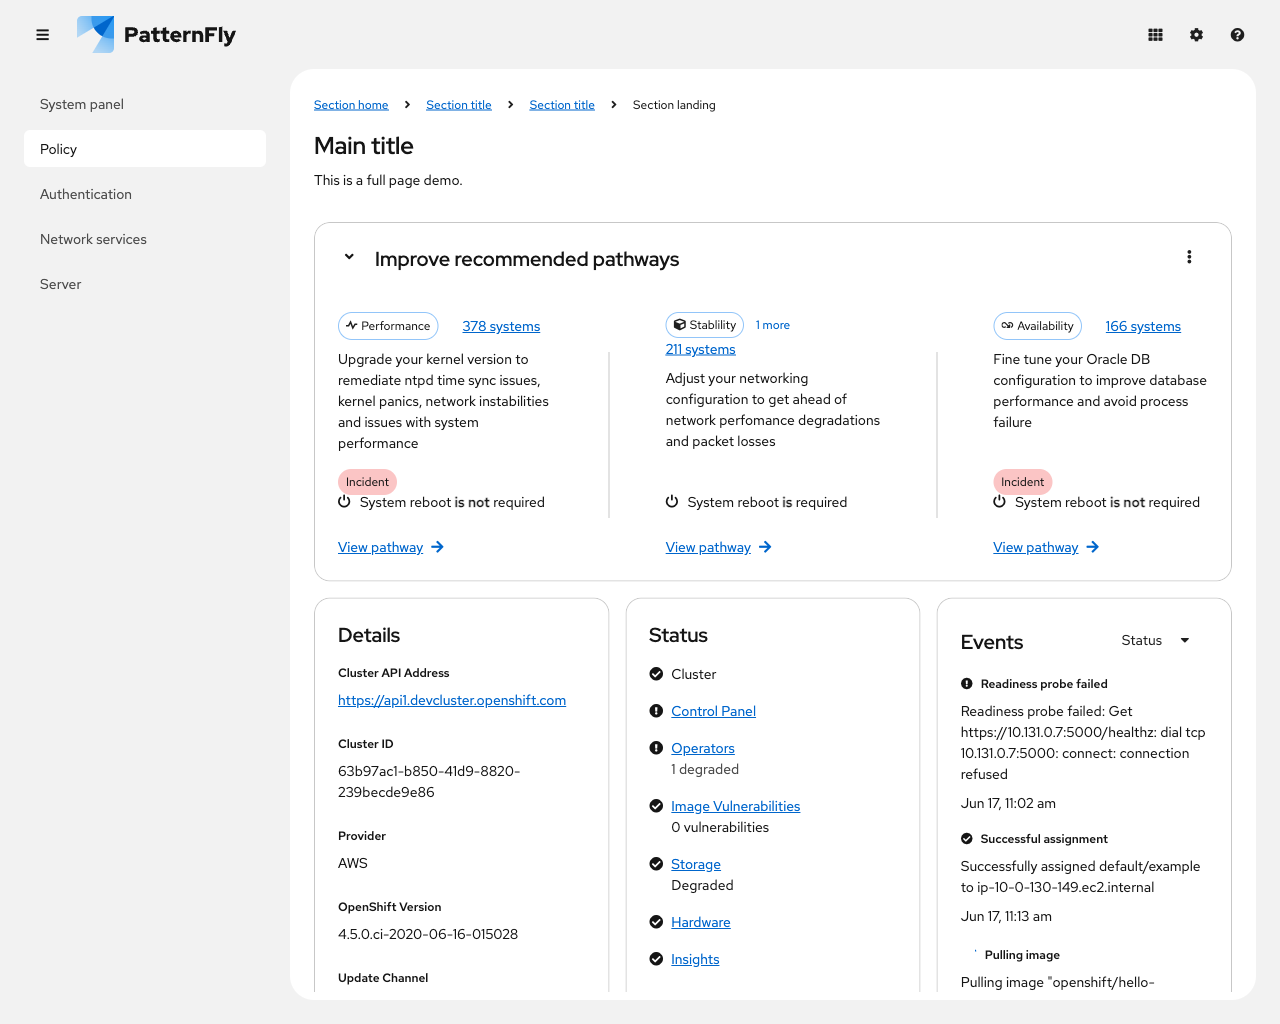 PatternFly
System panel
Policy
Authentication
Network services
Server
Section home
Section title
Section title
Section landing
Main title
This is a full page demo.
Improve recommended pathways
Performance
378 systems
Upgrade your kernel version to
remediate ntpd time sync issues,
kernel panics, network instabilities
and issues with system
performance
Incident
System reboot is not required
View pathway
Stablility
1 more
211 systems
Adjust your networking
configuration to get ahead of
network perfomance degradations
and packet losses
System reboot is required
View pathway
Availability
166 systems
Fine tune your Oracle DB
configuration to improve database
performance and avoid process
failure
Incident
System reboot is not required
View pathway
Details
Cluster API Address
https://api1.devcluster.openshift.com
Cluster ID
63b97ac1-b850-41d9-8820-
239becde9e86
Provider
AWS
OpenShift Version
4.5.0.ci-2020-06-16-015028
Update Channel
Status
Cluster
Control Panel
Operators
1 degraded
Image Vulnerabilities
0 vulnerabilities
Storage
Degraded
Hardware
Insights
Events
Status
Readiness probe failed
Readiness probe failed: Get
https://10.131.0.7:5000/healthz: dial tcp
10.131.0.7:5000: connect: connection
refused
Jun 17, 11:02 am
Successful assignment
Successfully assigned default/example
to ip-10-0-130-149.ec2.internal
Jun 17, 11:13 am
Pulling image
Pulling image "openshift/hello-